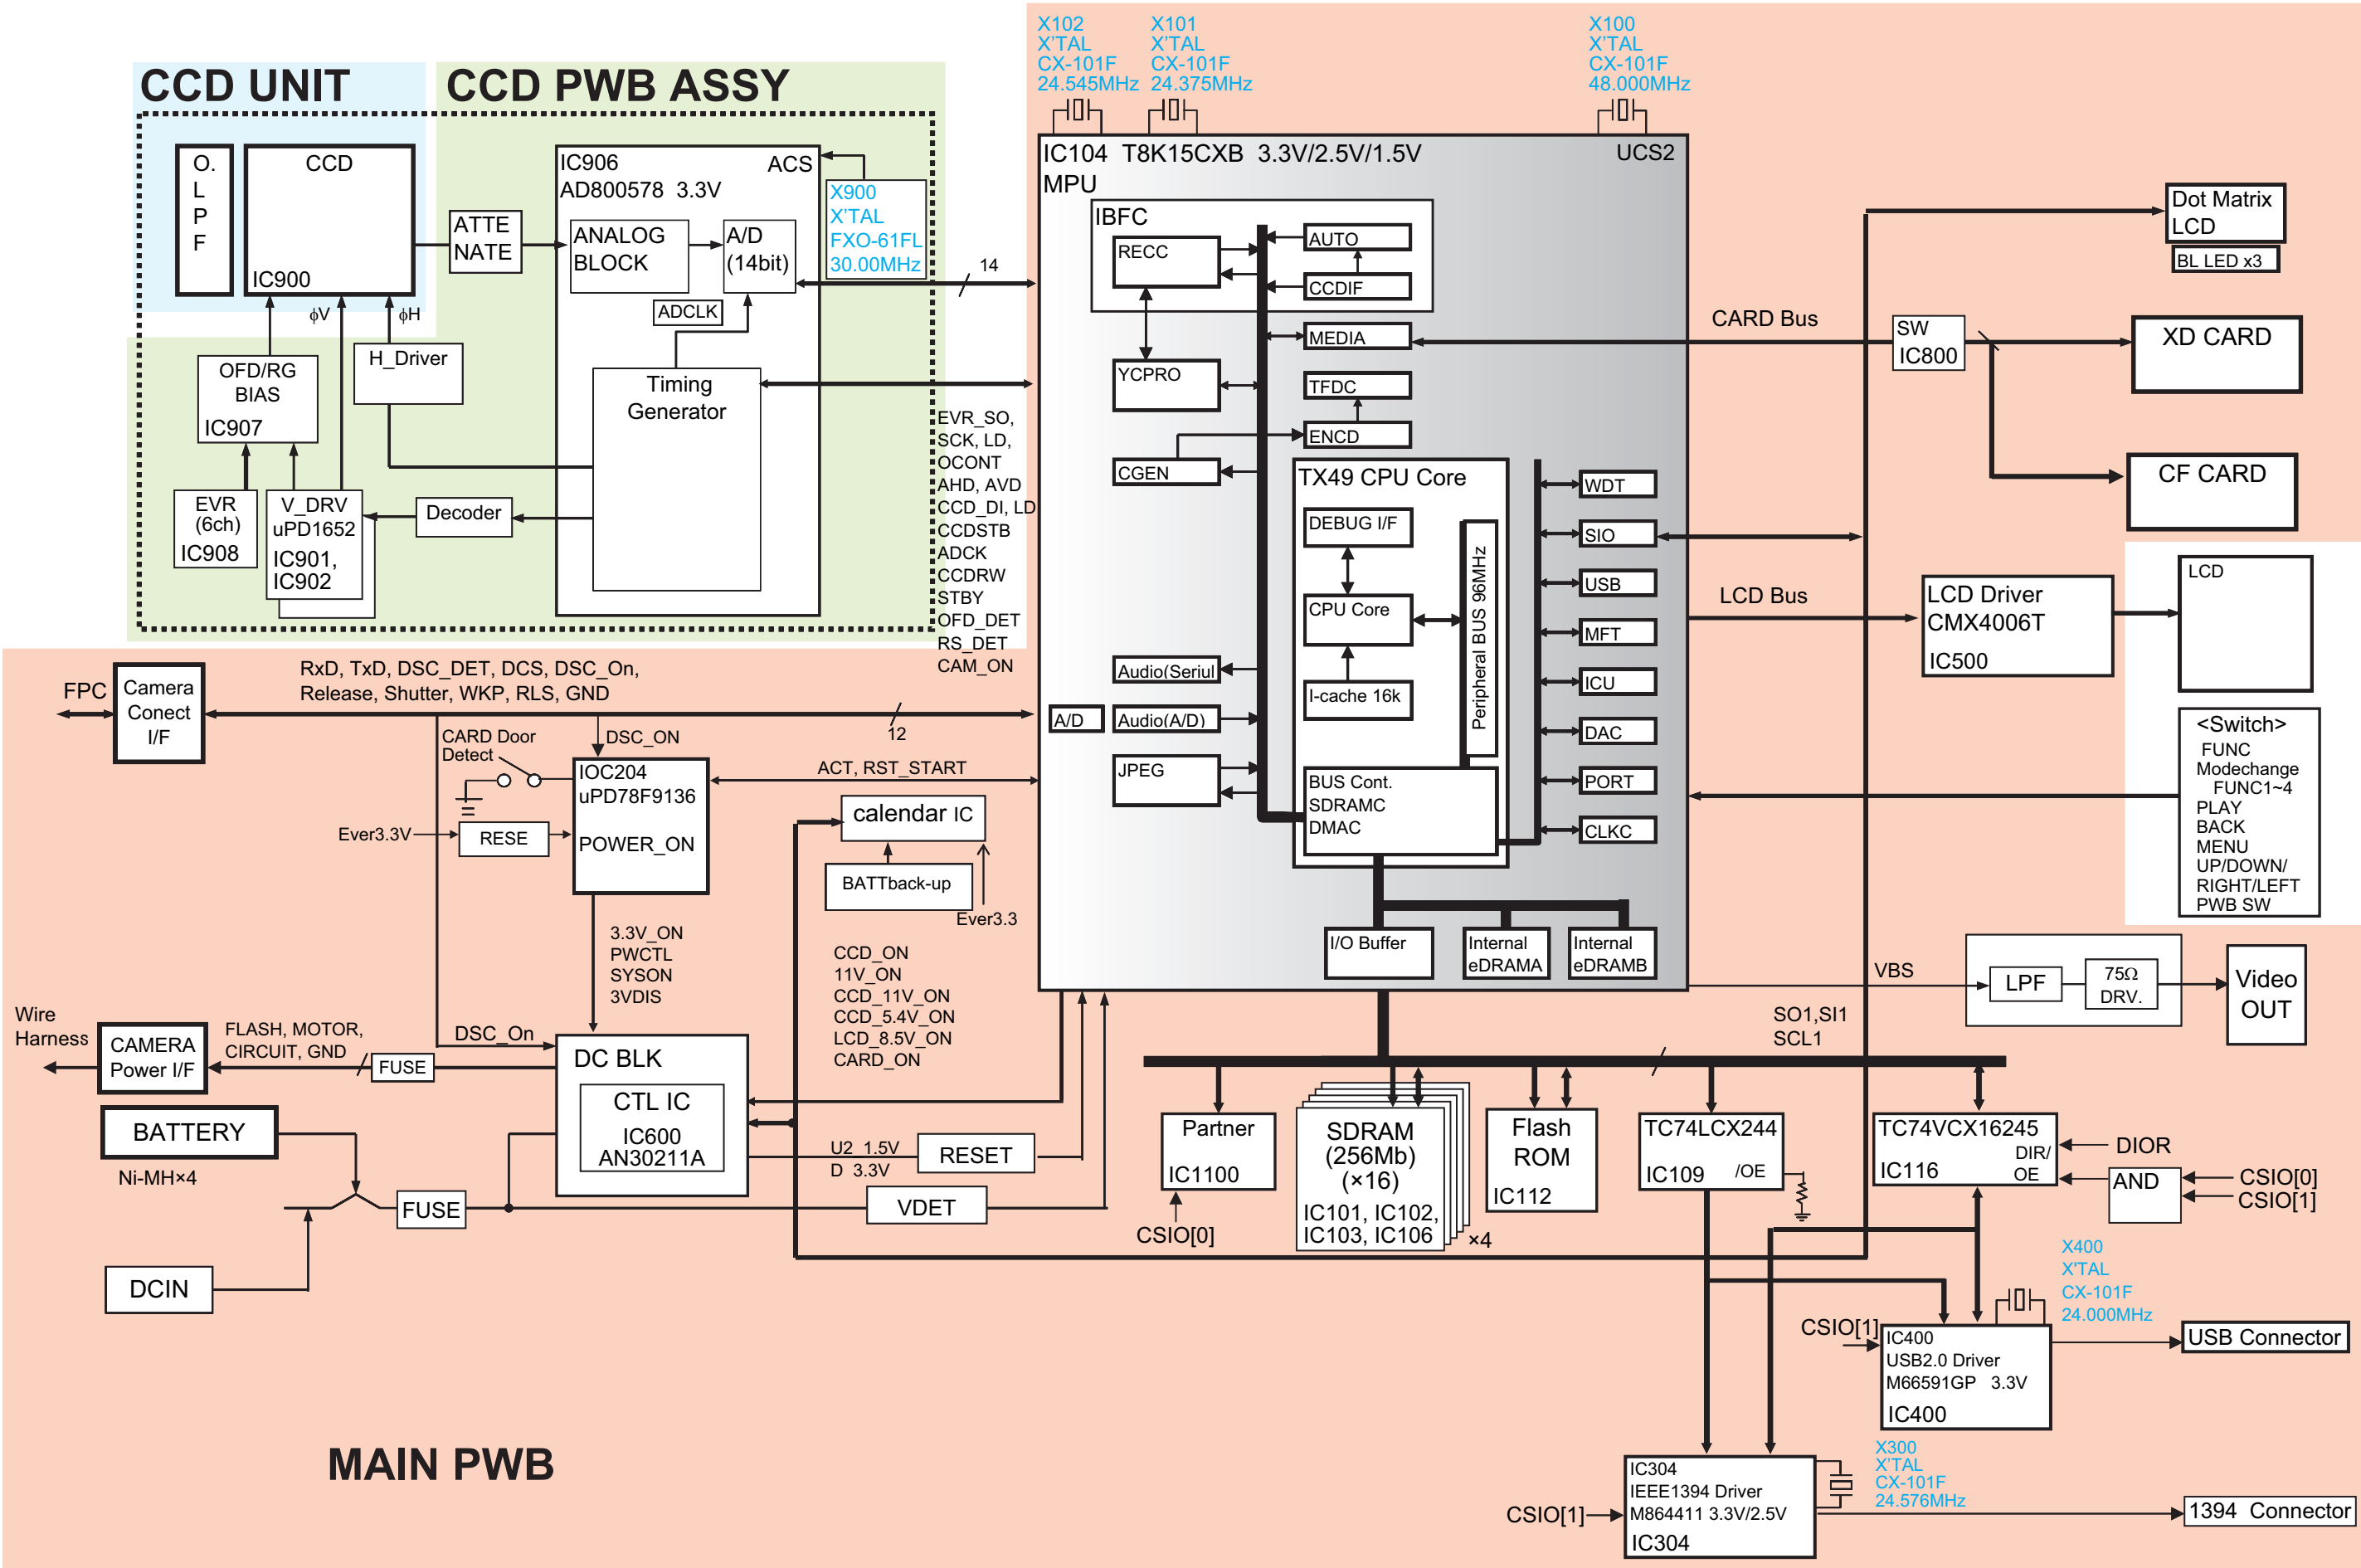 CCD UNIT
CCD PWB ASSY
O.
L
P
F
CCD
IC900
ATTE
NATE
IC906
AD800578 3.3V
ACS
ANALOG
BLOCK
A/D
(14bit)
ADCLK
X900
X'TAL
FXO-61FL
30.00MHz
14
ϕV
ϕH
OFD/RG
BIAS
IC907
H_Driver
Timing
Generator
EVR
(6ch)
IC908
V_DRV
uPD1652
IC901,
IC902
Decoder
EVR_SO,
SCK, LD,
OCONT
AHD, AVD
CCD_DI, LD
CCDSTB
ADCK
CCDRW
STBY
OFD_DET
RS_DET
CAM_ON
X102
X'TAL
CX-101F
24.545MHz
X101
X'TAL
CX-101F
24.375MHz
X100
X'TAL
CX-101F
48.000MHz
IC104 T8K15CXB 3.3V/2.5V/1.5V
UCS2
MPU
IBFC
RECC
AUTO
CCDIF
MEDIA
YCPRO
TFDC
ENCD
CGEN
TX49 CPU Core
DEBUG I/F
CPU Core
I-cache 16k
Peripheral BUS 96MHz
BUS Cont.
SDRAMC
DMAC
WDT
SIO
USB
MFT
ICU
DAC
PORT
CLKC
Audio(Seriul
A/D
Audio(A/D)
JPEG
I/O Buffer
Internal
eDRAMA
Internal
eDRAMB
Dot Matrix
LCD
BL LED x3
CARD Bus
SW
IC800
XD CARD
CF CARD
LCD Bus
LCD Driver
CMX4006T
IC500
LCD
<Switch>
FUNC
Modechange
FUNC1~4
PLAY
BACK
MENU
UP/DOWN/
RIGHT/LEFT
PWB SW
VBS
LPF
75Ω
DRV.
Video
OUT
SO1,SI1
SCL1
FPC
Camera
Conect
I/F
RxD, TxD, DSC_DET, DCS, DSC_On,
Release, Shutter, WKP, RLS, GND
12
CARD Door
Detect
DSC_ON
IOC204
uPD78F9136
POWER_ON
Ever3.3V
RESE
ACT, RST_START
calendar IC
BATTback-up
Ever3.3
3.3V_ON
PWCTL
SYSON
3VDIS
CCD_ON
11V_ON
CCD_11V_ON
CCD_5.4V_ON
LCD_8.5V_ON
CARD_ON
Wire
Harness
CAMERA
Power I/F
FLASH, MOTOR,
CIRCUIT, GND
FUSE
DSC_On
DC BLK
CTL IC
IC600
AN30211A
BATTERY
Ni-MH×4
FUSE
DCIN
U2 1.5V
D 3.3V
RESET
VDET
Partner
IC1100
CSIO[0]
SDRAM
(256Mb)
(×16)
IC101, IC102,
IC103, IC106
×4
Flash
ROM
IC112
TC74LCX244
IC109
/OE
TC74VCX16245
IC116
DIR/
OE
DIOR
AND
CSIO[0]
CSIO[1]
X400
X'TAL
CX-101F
24.000MHz
CSIO[1]
IC400
USB2.0 Driver
M66591GP 3.3V
IC400
USB Connector
X300
X'TAL
CX-101F
24.576MHz
CSIO[1]
IC304
IEEE1394 Driver
M864411 3.3V/2.5V
IC304
1394 Connector
MAIN PWB